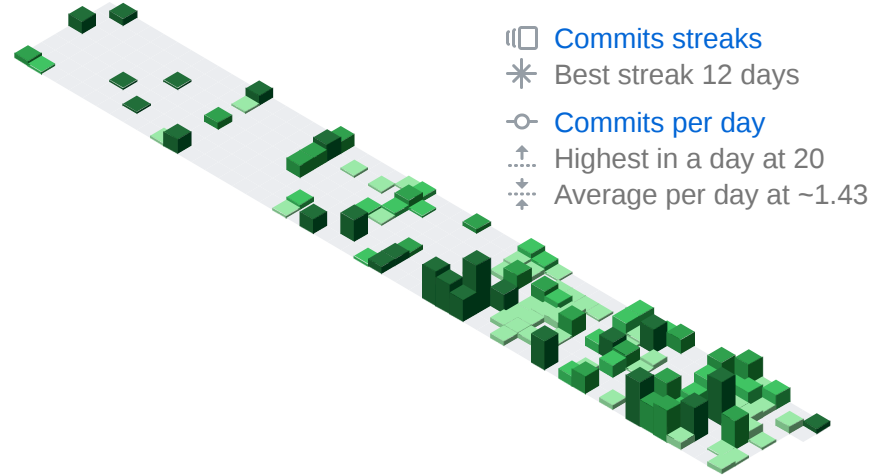 Commits streaks
Best streak 12 days
Commits per day
Highest in a day at 20
Average per day at ~1.43